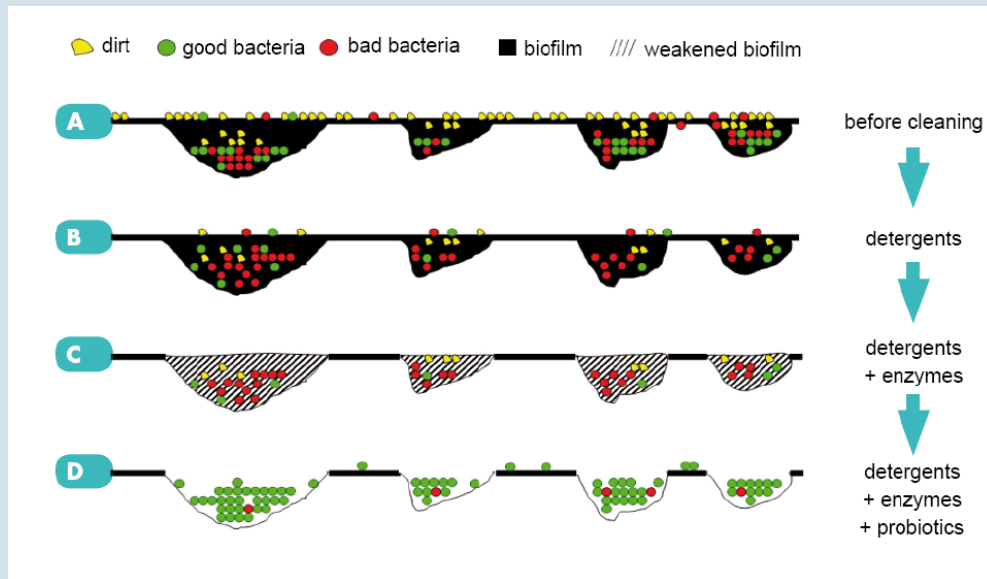 dirt good bacteria bad bacteria biofilm weakened biofilm
A before cleaning
B detergents
C detergents
+ enzymes
D detergents
+ enzymes
+ probiotics